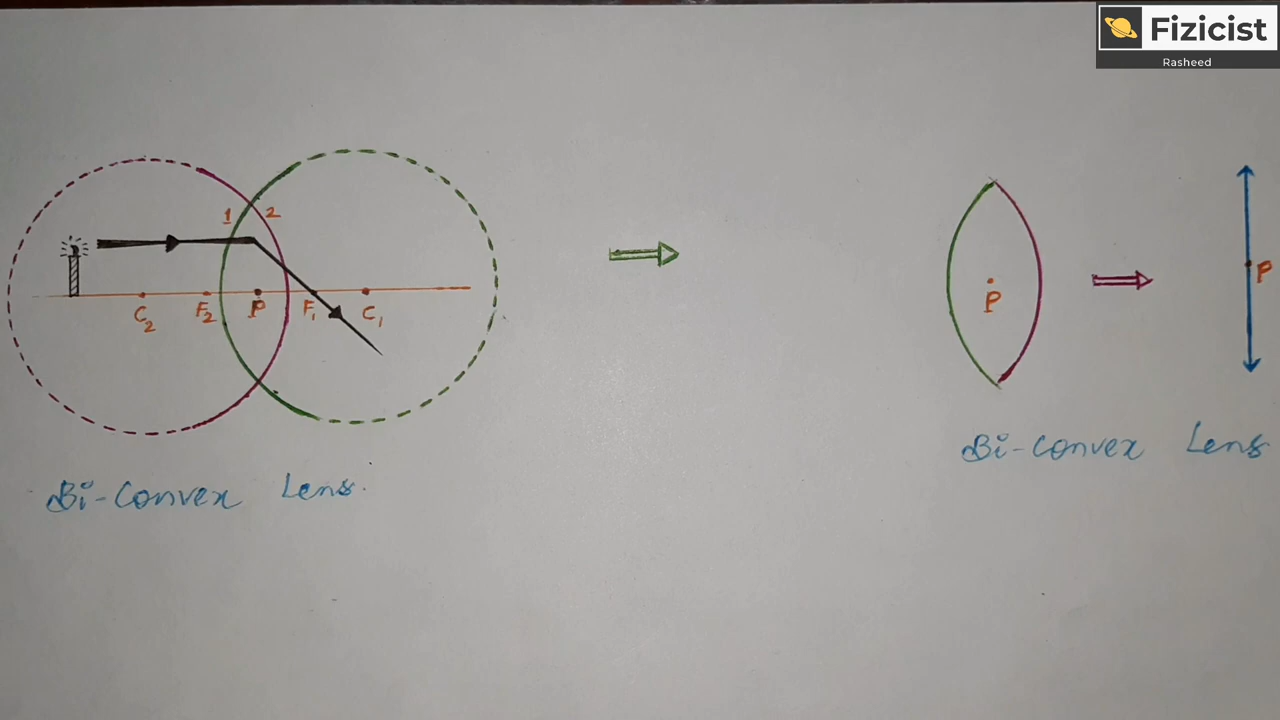 Fizicist
Rasheed
1 2
C2 F2 P F1 C1
P
P
Bi-Convex Lens
Bi-Convex Lens.